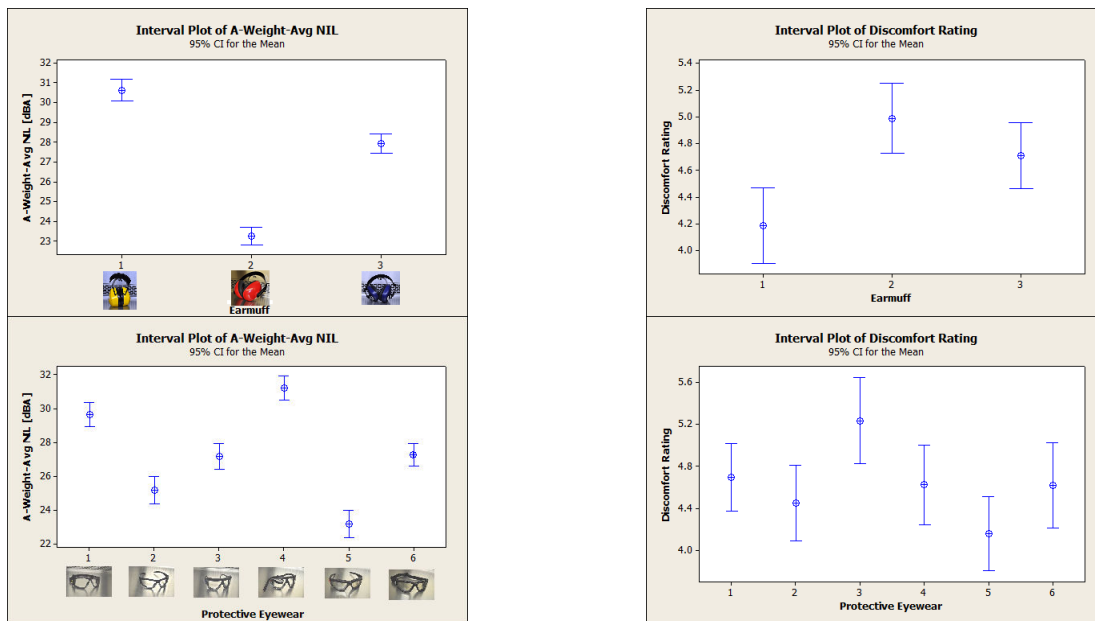 Interval Plot of A-Weight-Avg NIL
95% CI for the Mean
A-Weight-Avg NIL [dBA]
32
31
30
29
28
27
26
25
24
23
1 2 3
Earmuff
Interval Plot of Discomfort Rating
95% CI for the Mean
Discomfort Rating
5.4
5.2
5.0
4.8
4.6
4.4
4.2
4.0
1 2 3
Earmuff
Interval Plot of A-Weight-Avg NIL
95% CI for the Mean
A-Weight-Avg NIL [dBA]
32
30
28
26
24
22
1 2 3 4 5 6
Protective Eyewear
Interval Plot of Discomfort Rating
95% CI for the Mean
Discomfort Rating
5.6
5.2
4.8
4.4
4.0
1 2 3 4 5 6
Protective Eyewear